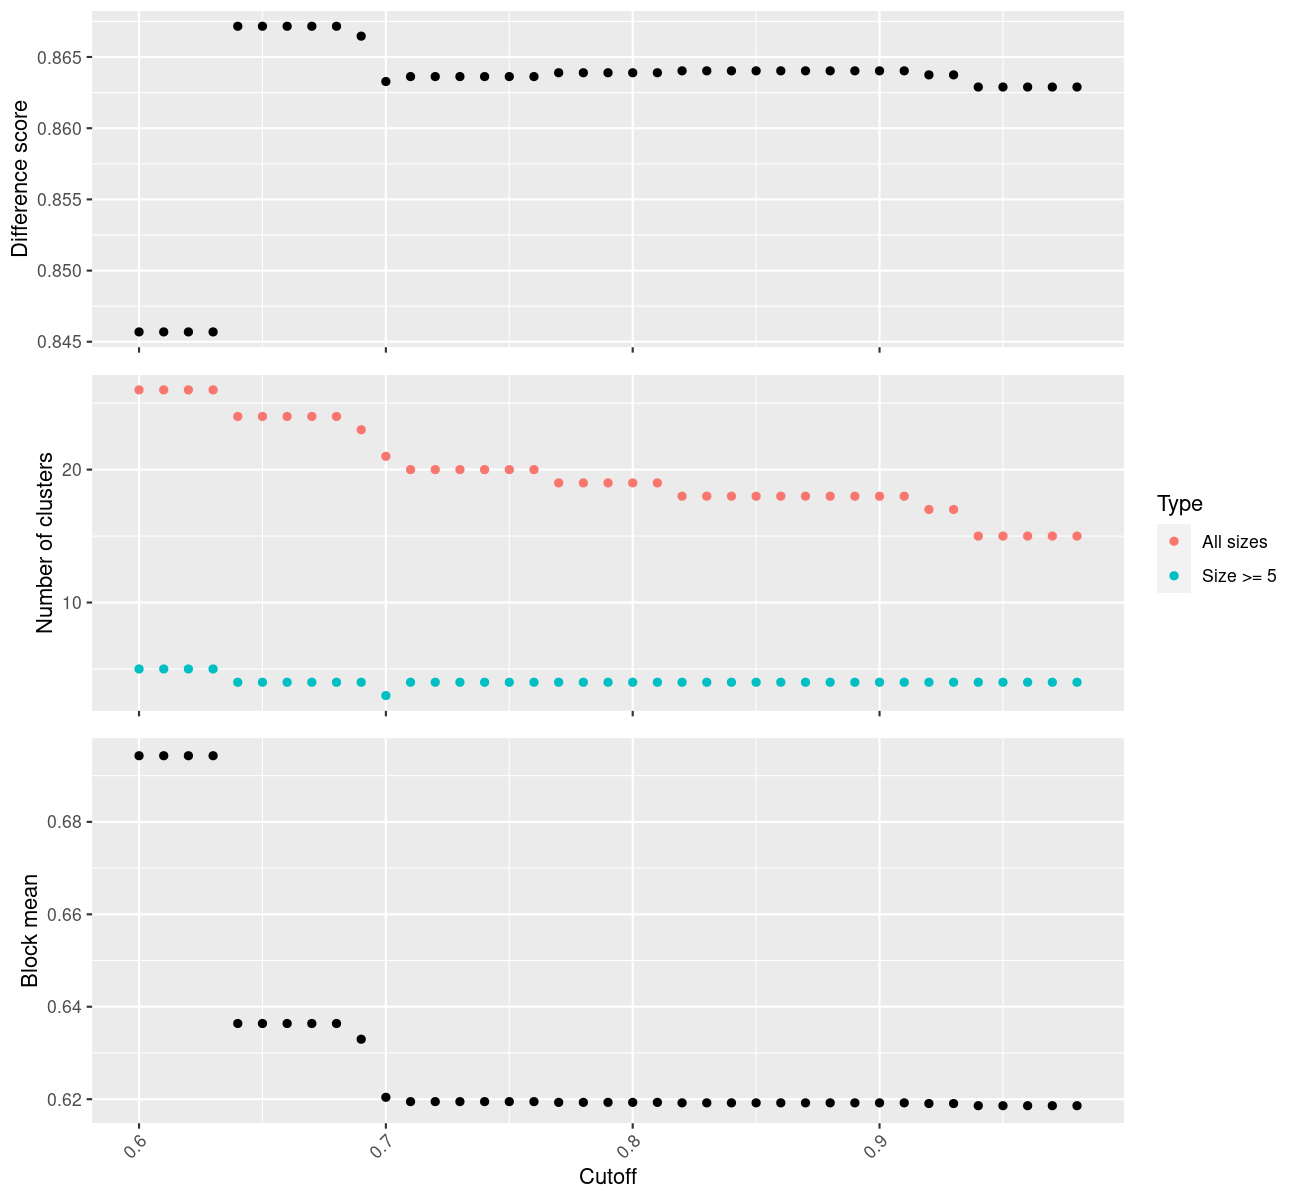 Difference score
0.865
0.860
0.855
0.850
0.845
Number of clusters
20
10
Type
All sizes
Size >= 5
Block mean
0.68
0.66
0.64
0.62
0.6
0.7
0.8
0.9
Cutoff